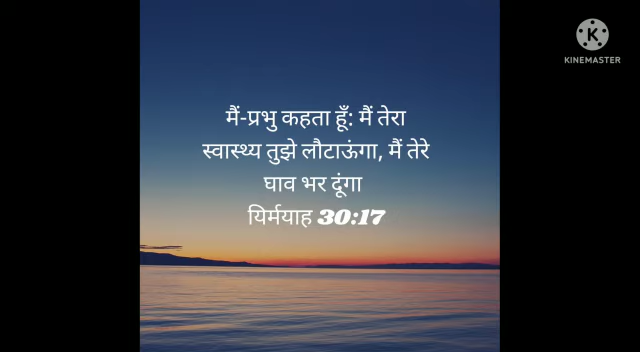 मैं-प्रभु कहता हूँ: मैं तेरा
स्वास्थ्य तुझे लौटाऊंगा, मैं तेरे
घाव भर दूंगा
यिर्मयाह 30:17
K
KINEMASTER